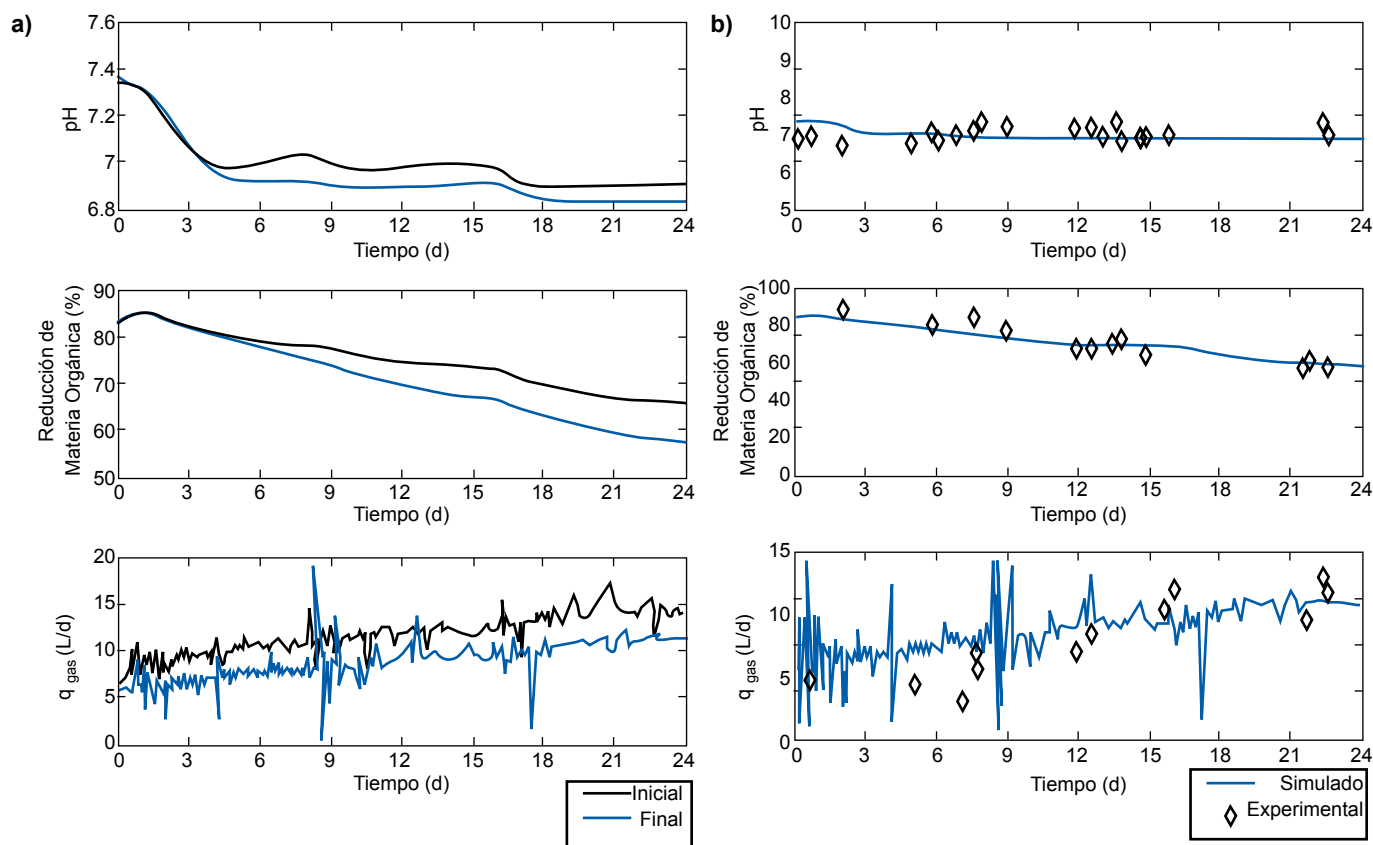 a)
7.6
7.4
7.2
7
6.8
pH
0 3 6 9 12 15 18 21 24
Tiempo (d)
90
80
70
60
50
Reducción de
Materia Orgánica (%)
0 3 6 9 12 15 18 21 24
Tiempo (d)
20
15
10
5
0
q gas (L/d)
0 3 6 9 12 15 18 21 24
Tiempo (d)
Inicial
Final
b)
10
9
8
7
6
5
pH
0 3 6 9 12 15 18 21 24
Tiempo (d)
100
80
60
40
20
0
Reducción de
Materia Orgánica (%)
0 3 6 9 12 15 18 21 24
Tiempo (d)
15
10
5
0
q gas (L/d)
0 3 6 9 12 15 18 21 24
Tiempo (d)
Simulado
Experimental